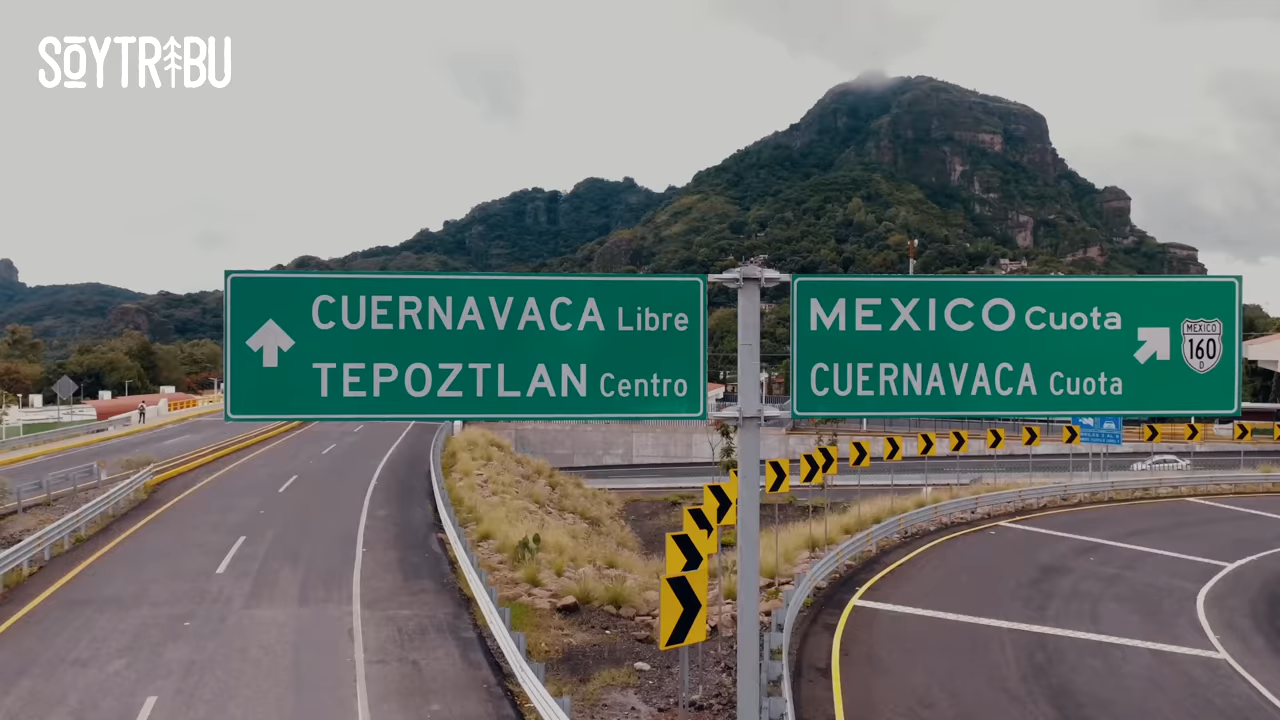 SOYTRIBU
CUERNAVACA Libre
TEPOZTLAN Centro
MEXICO Cuota
CUERNAVACA Cuota
MEXICO
160
D